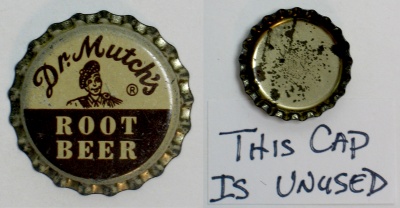 Dr. Mutch's
®
ROOT
BEER
THIS CAP
IS UNUSED